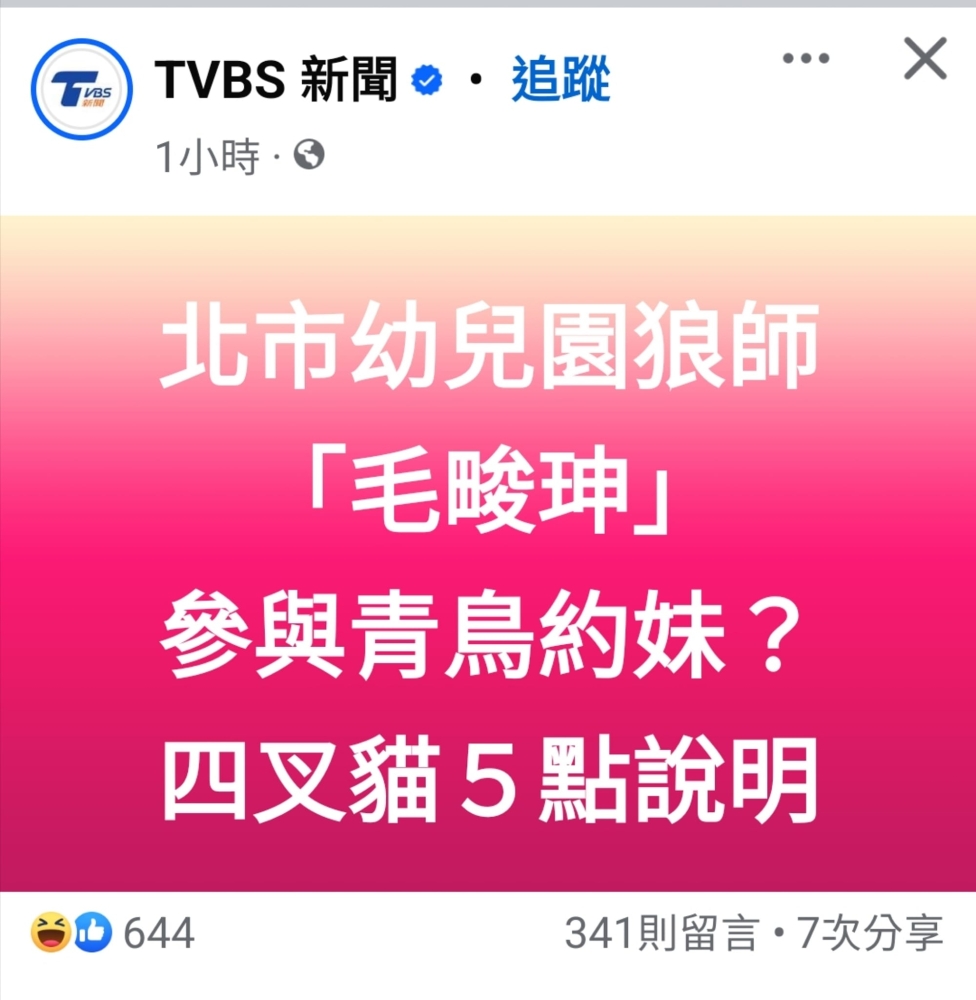 TVBS 新聞 · 追蹤
1小時 ·
TVBS
新聞
北市幼兒園狼師
「毛畯珅」
參與青鳥約妹？
四叉貓５點說明
644
341則留言 • 7次分享